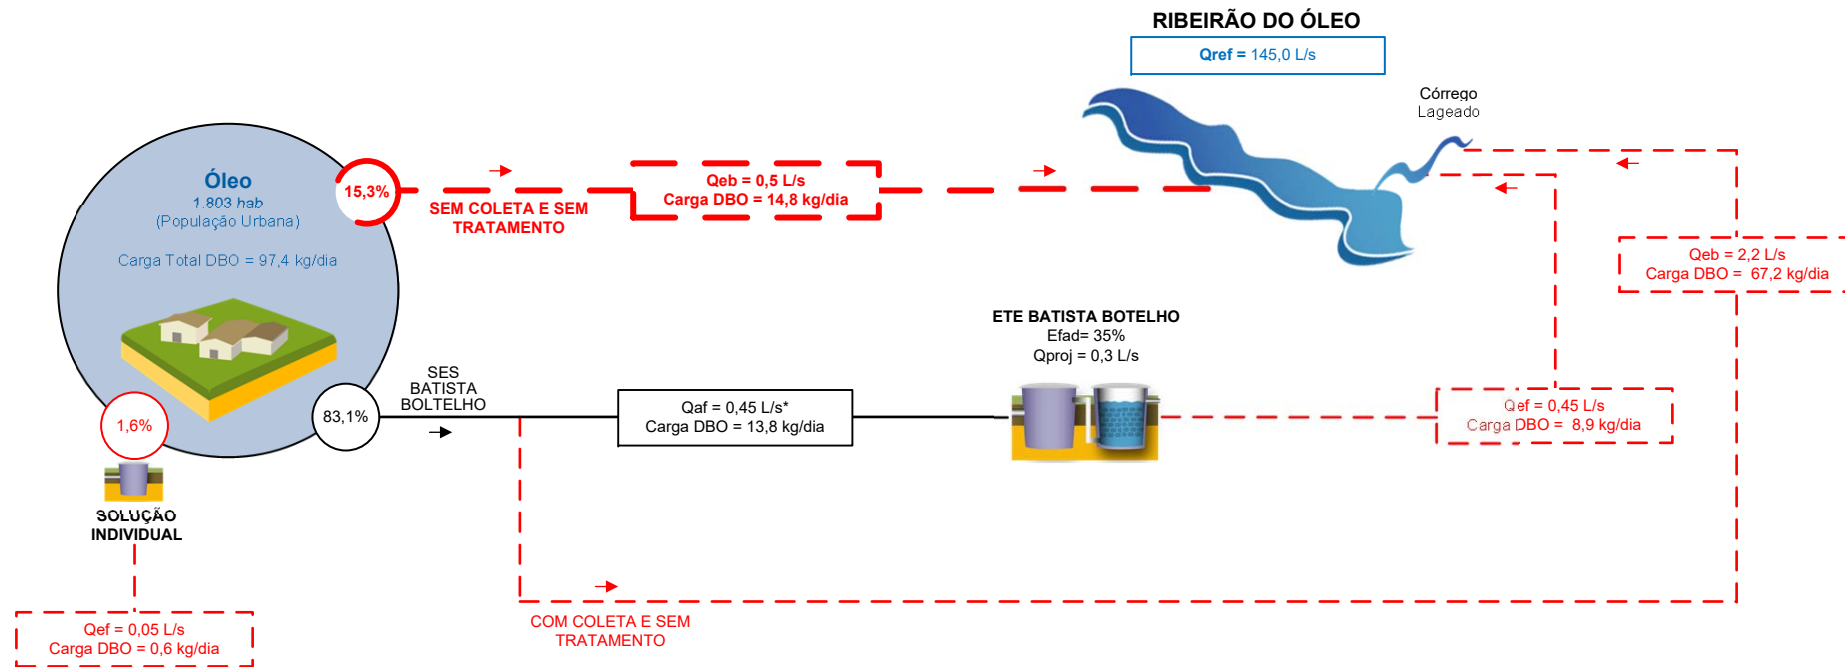 RIBEIRÃO DO ÓLEO
Qref = 145,0 L/s
Córrego
Lageado
Óleo
1.803 hab
(População Urbana)
Carga Total DBO = 97,4 kg/dia
15,3%
SEM COLETA E SEM
TRATAMENTO
Qeb = 0,5 L/s
Carga DBO = 14,8 kg/dia
Qeb = 2,2 L/s
Carga DBO = 67,2 kg/dia
ETE BATISTA BOTELHO
Efad= 35%
Qproj = 0,3 L/s
SES
BATISTA
BOLTELHO
83,1%
Qaf = 0,45 L/s*
Carga DBO = 13,8 kg/dia
Qef = 0,45 L/s
Carga DBO = 8,9 kg/dia
1,6%
SOLUÇÃO
INDIVIDUAL
COM COLETA E SEM
TRATAMENTO
Qef = 0,05 L/s
Carga DBO = 0,6 kg/dia